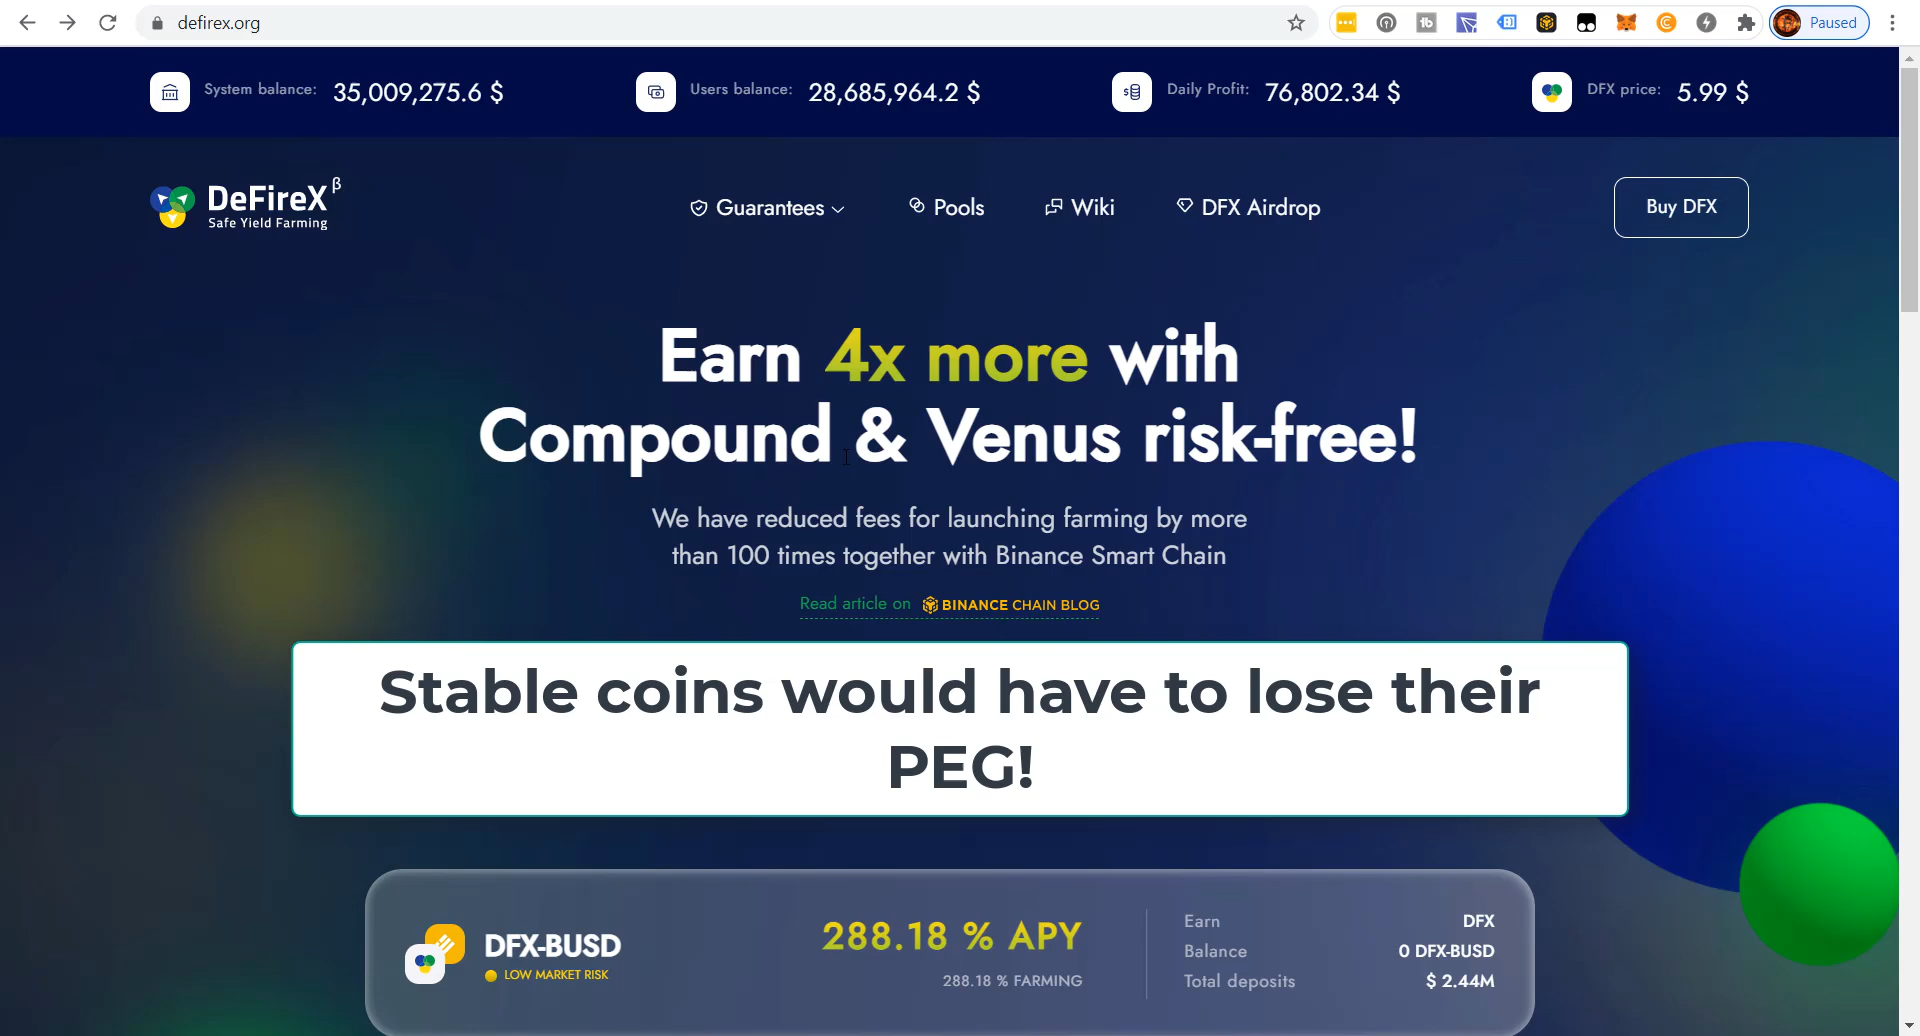 defirex.org
Paused
System balance: 35,009,275.6 $
Users balance: 28,685,964.2 $
Daily Profit: 76,802.34 $
DFX price: 5.99 $
DeFireX β
Safe Yield Farming
Guarantees
Pools
Wiki
DFX Airdrop
Buy DFX
Earn 4x more with
Compound & Venus risk-free!
We have reduced fees for launching farming by more
than 100 times together with Binance Smart Chain
Read article on BINANCE CHAIN BLOG
Stable coins would have to lose their
PEG!
DFX-BUSD
LOW MARKET RISK
288.18 % APY
288.18 % FARMING
Earn DFX
Balance 0 DFX-BUSD
Total deposits $ 2.44M